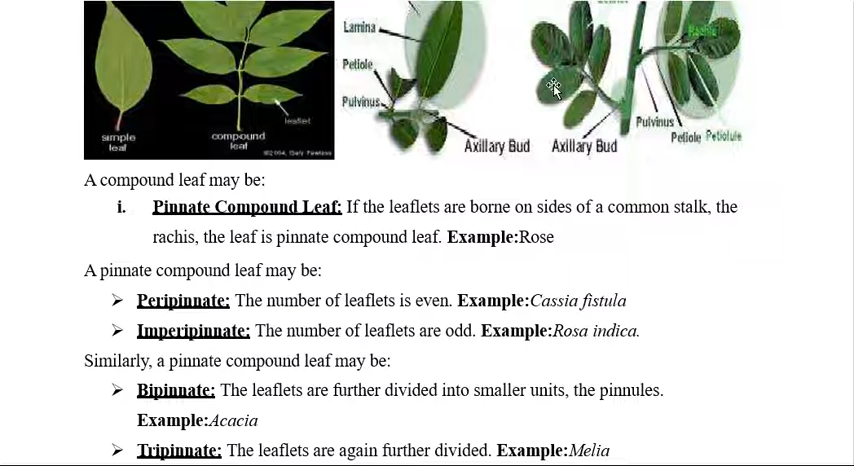 Lamina
Petiole
Pulvinus
leaflet
simple
leaf
compound
leaf
Axillary Bud
Axillary Bud
Rachis
Pulvinus
Petiole Petiolule
A compound leaf may be:
i. Pinnate Compound Leaf: If the leaflets are borne on sides of a common stalk, the
rachis, the leaf is pinnate compound leaf. Example:Rose
A pinnate compound leaf may be:
➢ Peripinnate: The number of leaflets is even. Example:Cassia fistula
➢ Imperipinnate: The number of leaflets are odd. Example:Rosa indica.
Similarly, a pinnate compound leaf may be:
➢ Bipinnate: The leaflets are further divided into smaller units, the pinnules.
Example:Acacia
➢ Tripinnate: The leaflets are again further divided. Example:Melia